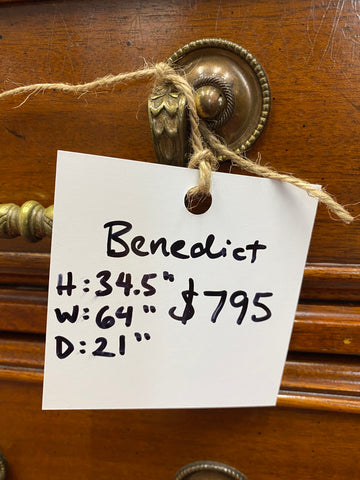 Benedict
H: 34.5"
W: 64" $795
D: 21"